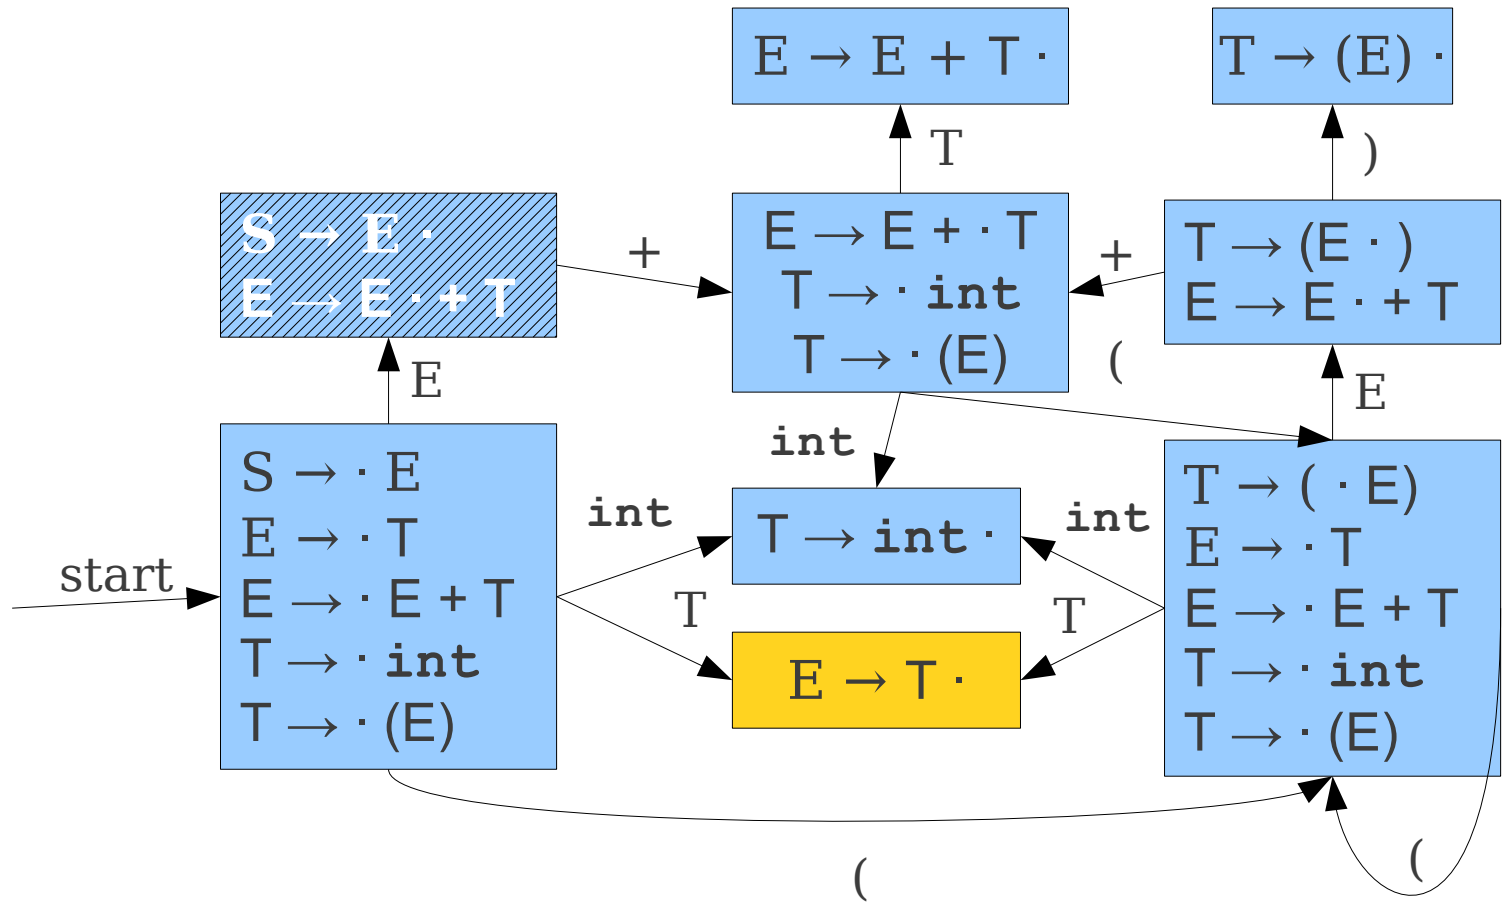 E → E + T ·
T → (E) ·
T
)
S → E ·
E → E · + T
+
E → E + · T
T → · int
T → · (E)
+
T → (E · )
E → E · + T
(
E
E
int
S → · E
E → · T
E → · E + T
T → · int
T → · (E)
start
int
T
T → int ·
int
T
E → T ·
T → ( · E)
E → · T
E → · E + T
T → · int
T → · (E)
(
(